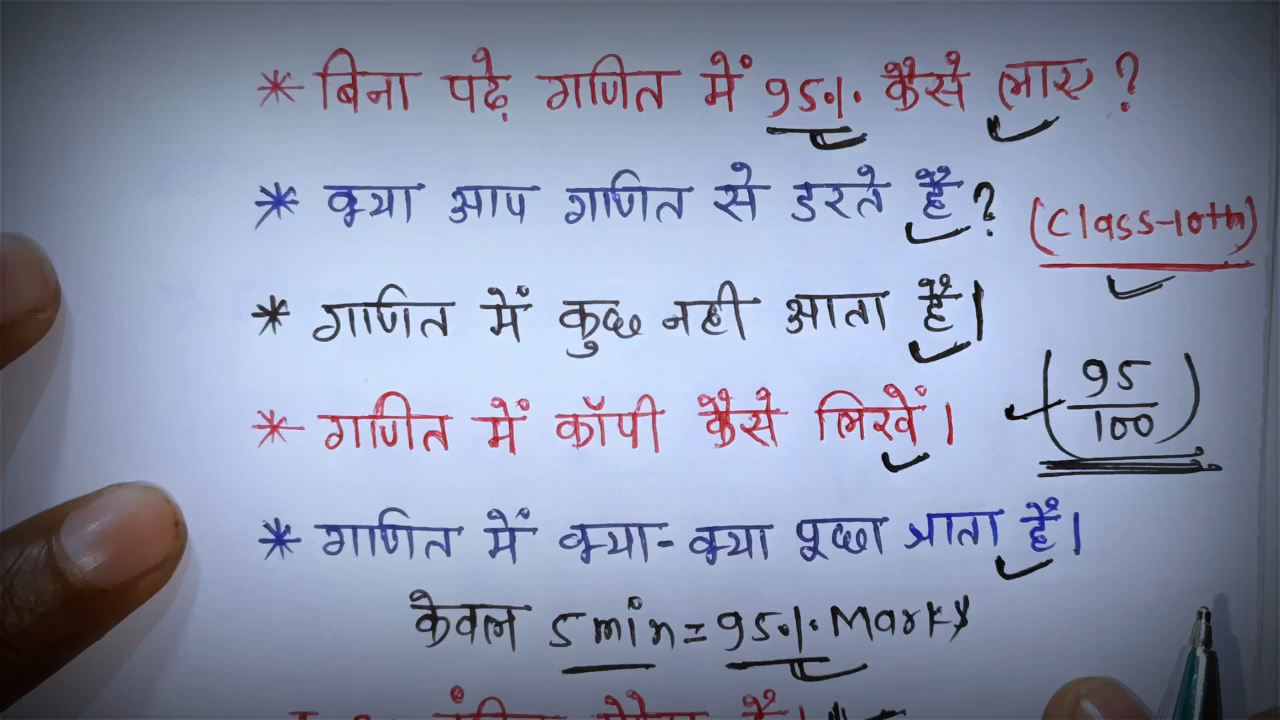 * बिना पढ़े गणित में 95% कैसे लाए ?
* क्या आप गणित से डरते हैं ?
(Class-10th)
* गणित में कुछ नही आता हैं।
* गणित में कॉपी कैसे लिखें।
95/100
* गणित में क्या-क्या पूछा जाता हैं।
केवल 5 min = 95% Marks
हैं।